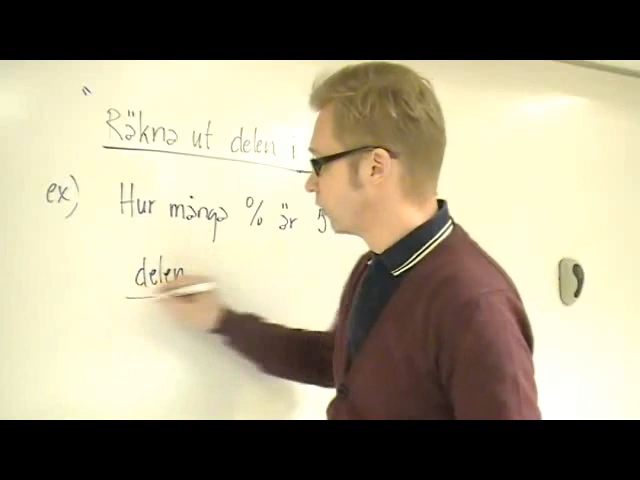 Räkna ut delen i
ex) Hur många % är 5
delen